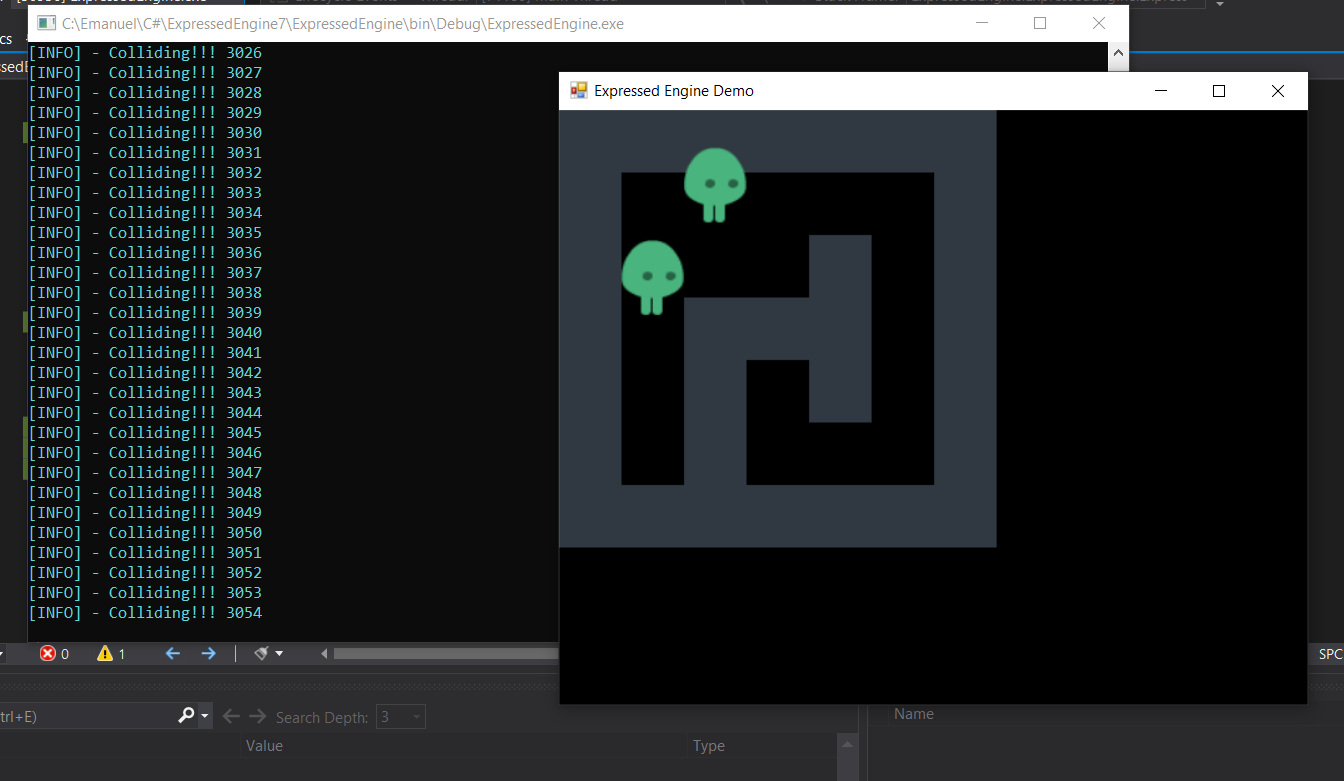 C:\Emanuel\C#\ExpressedEngine7\ExpressedEngine\bin\Debug\ExpressedEngine.exe
cs
[INFO] - Colliding!!! 3026
[INFO] - Colliding!!! 3027
[INFO] - Colliding!!! 3028
[INFO] - Colliding!!! 3029
[INFO] - Colliding!!! 3030
[INFO] - Colliding!!! 3031
[INFO] - Colliding!!! 3032
[INFO] - Colliding!!! 3033
[INFO] - Colliding!!! 3034
[INFO] - Colliding!!! 3035
[INFO] - Colliding!!! 3036
[INFO] - Colliding!!! 3037
[INFO] - Colliding!!! 3038
[INFO] - Colliding!!! 3039
[INFO] - Colliding!!! 3040
[INFO] - Colliding!!! 3041
[INFO] - Colliding!!! 3042
[INFO] - Colliding!!! 3043
[INFO] - Colliding!!! 3044
[INFO] - Colliding!!! 3045
[INFO] - Colliding!!! 3046
[INFO] - Colliding!!! 3047
[INFO] - Colliding!!! 3048
[INFO] - Colliding!!! 3049
[INFO] - Colliding!!! 3050
[INFO] - Colliding!!! 3051
[INFO] - Colliding!!! 3052
[INFO] - Colliding!!! 3053
[INFO] - Colliding!!! 3054
Expressed Engine Demo
0 1
SPC
trl+E) Search Depth: 3
Name
Value Type